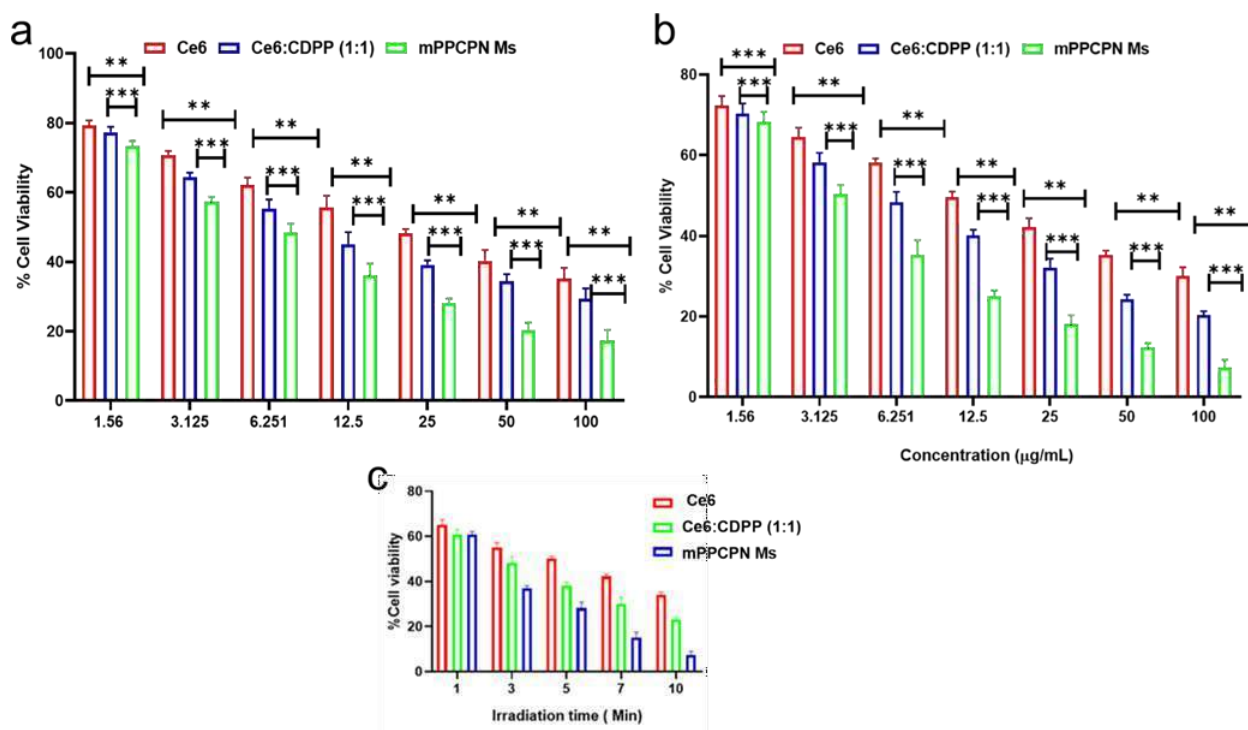 a
Ce6 Ce6:CDPP (1:1) mPPCPN Ms
% Cell Viability
100
80
60
40
20
0
** ** ** ** ** ** **
*** *** *** *** *** *** ***
1.56 3.125 6.251 12.5 25 50 100
b
Ce6 Ce6:CDPP (1:1) mPPCPN Ms
% Cell Viability
80
60
40
20
0
*** ** ** ** ** ** **
*** *** *** *** *** *** ***
1.56 3.125 6.251 12.5 25 50 100
Concentration (μg/mL)
c
Ce6
Ce6:CDPP (1:1)
mPPCPN Ms
%Cell viability
80
60
40
20
0
1 3 5 7 10
Irradiation time ( Min)